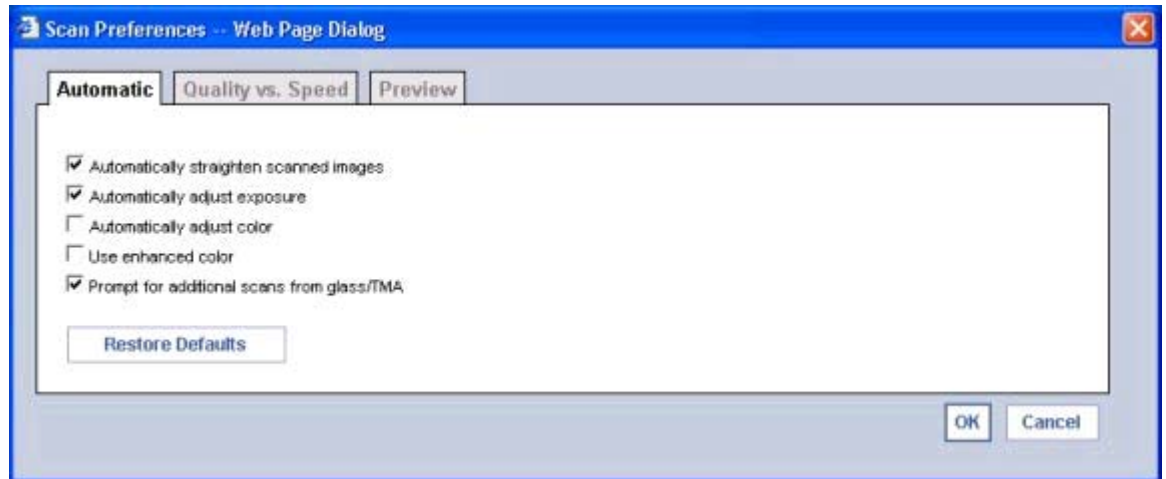 Scan Preferences -- Web Page Dialog
Automatic Quality vs. Speed Preview
Automatically straighten scanned images
Automatically adjust exposure
Automatically adjust color
Use enhanced color
Prompt for additional scans from glass/TMA
Restore Defaults
OK Cancel